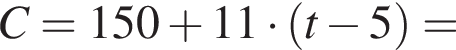 C = 150 + 11 · (t − 5) =